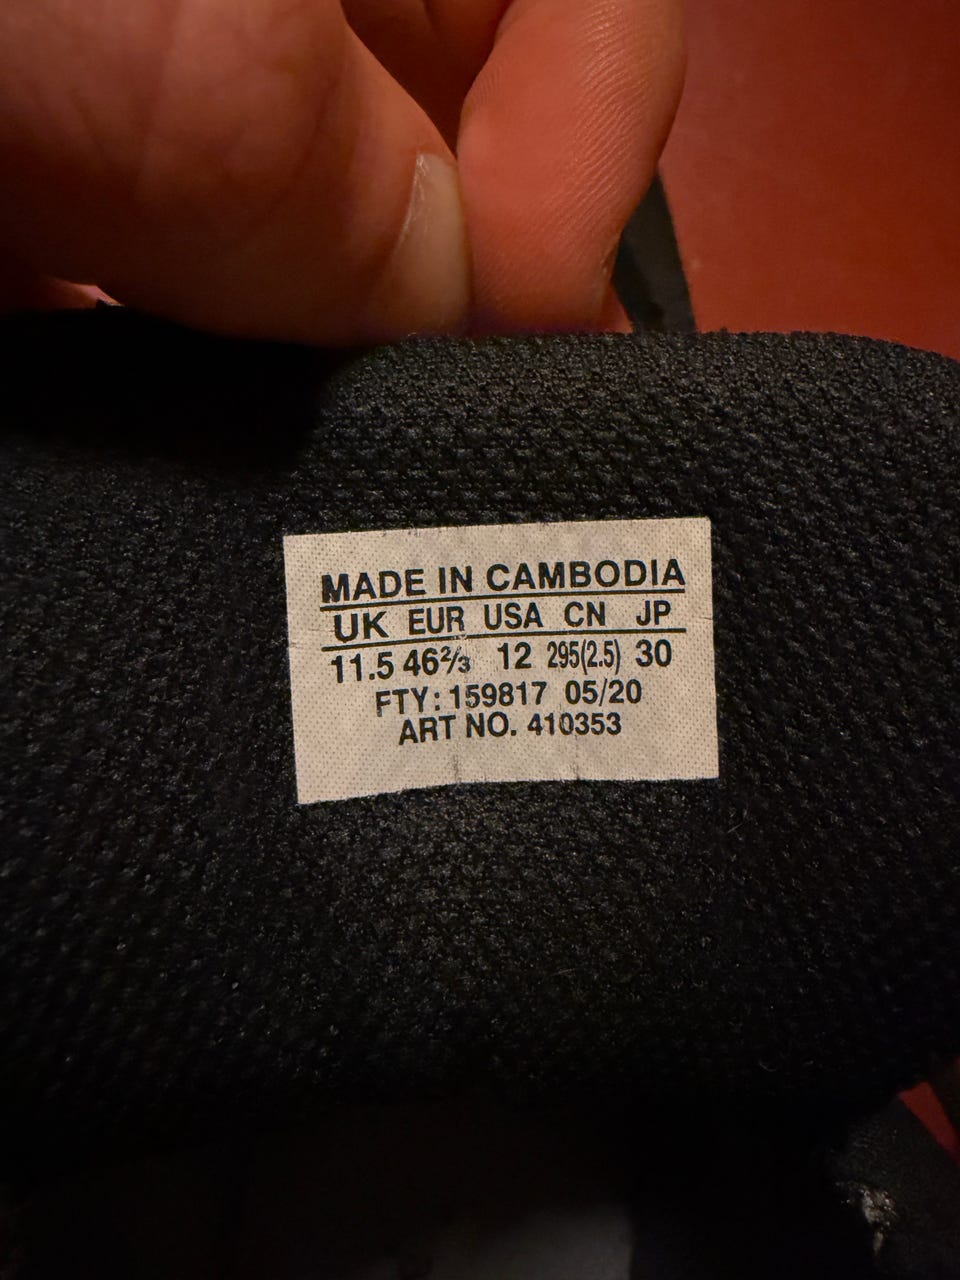 MADE IN CAMBODIA
UK EUR USA CN JP
11.5 46⅔ 12 295(2.5) 30
FTY: 159817 05/20
ART NO. 410353